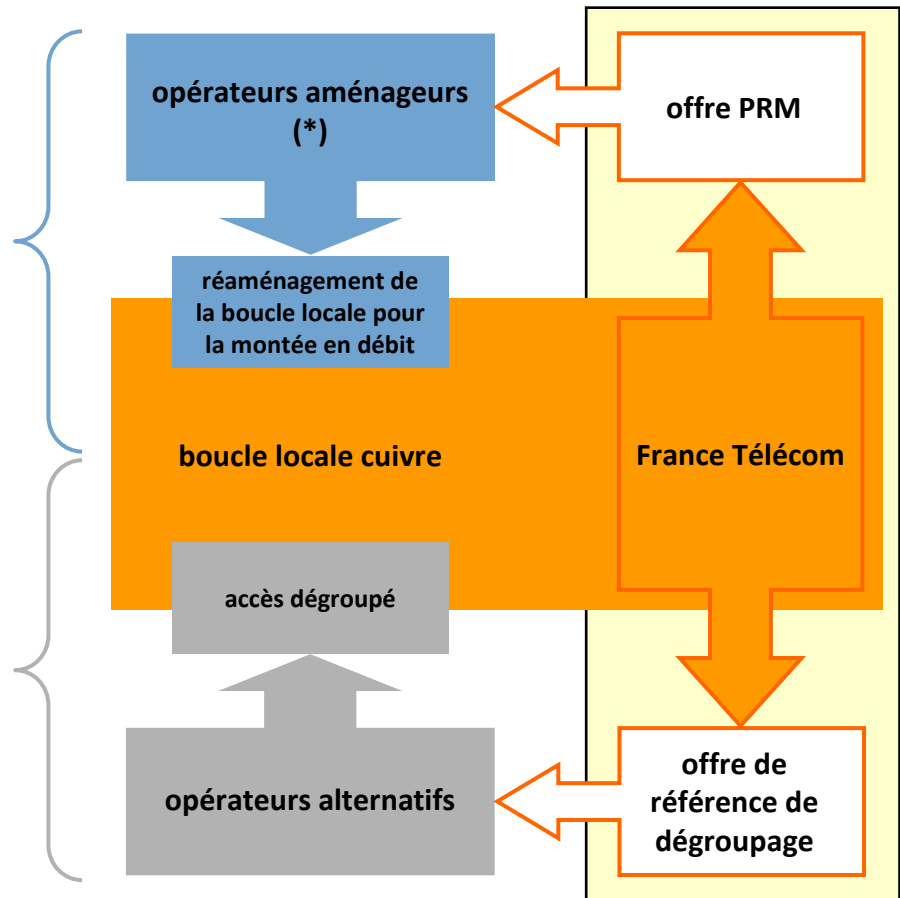 opérateurs aménageurs
(*)
offre PRM
réaménagement de
la boucle locale pour
la montée en débit
boucle locale cuivre
France Télécom
accès dégroupé
opérateurs alternatifs
offre de
référence de
dégroupage